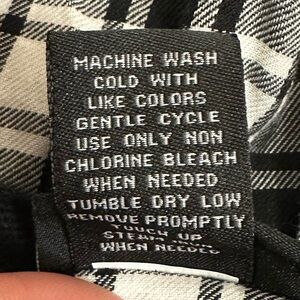 MACHINE WASH
COLD WITH
LIKE COLORS
GENTLE CYCLE
USE ONLY NON
CHLORINE BLEACH
WHEN NEEDED
TUMBLE DRY LOW
REMOVE PROMPTLY
TOUCH UP
STEAM
WHEN NEEDED